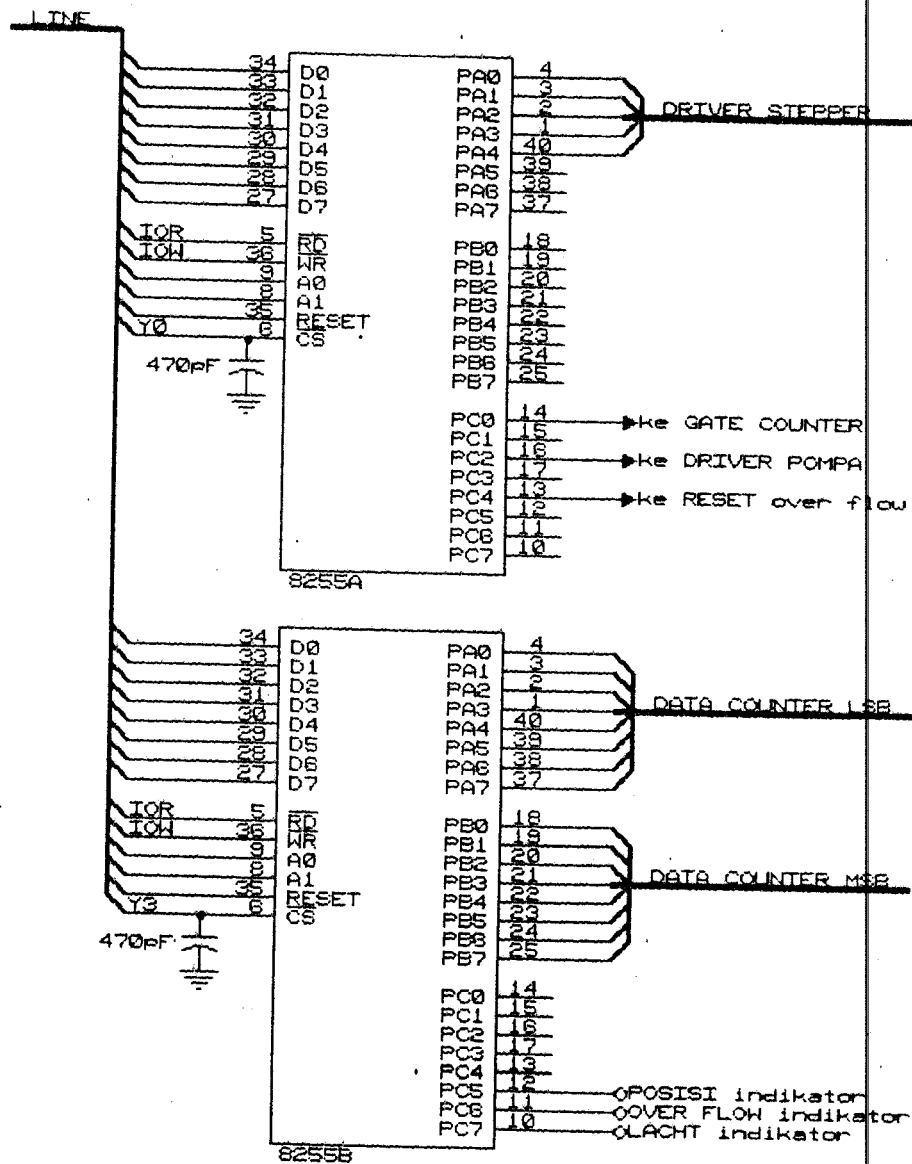 LINE
34 D0 PA0 4
33 D1 PA1 3
32 D2 PA2 2 DRIVER STEPPER
31 D3 PA3 1
30 D4 PA4 40
29 D5 PA5 39
28 D6 PA6 38
27 D7 PA7 37
IOR 5 RD PB0 18
IOW 36 WR PB1 19
9 A0 PB2 20
8 A1 PB3 21
35 RESET PB4 22
Y0 6 CS PB5 23
470pF PB6 24
PB7 25
PC0 14 ke GATE COUNTER
PC1 15
PC2 16 ke DRIVER POMPA
PC3 17
PC4 13 ke RESET over flow
PC5 12
PC6 11
PC7 10
8255A
34 D0 PA0 4
33 D1 PA1 3
32 D2 PA2 2
31 D3 PA3 1 DATA COUNTER LSB
30 D4 PA4 40
29 D5 PA5 39
28 D6 PA6 38
27 D7 PA7 37
IOR 5 RD PB0 18
IOW 36 WR PB1 19
9 A0 PB2 20
8 A1 PB3 21 DATA COUNTER MSB
35 RESET PB4 22
Y3 6 CS PB5 23
470pF PB6 24
PB7 25
PC0 14
PC1 15
PC2 16
PC3 17
PC4 13
PC5 12 POSISI indikator
PC6 11 OVER FLOW indikator
PC7 10 LACHT indikator
8255B